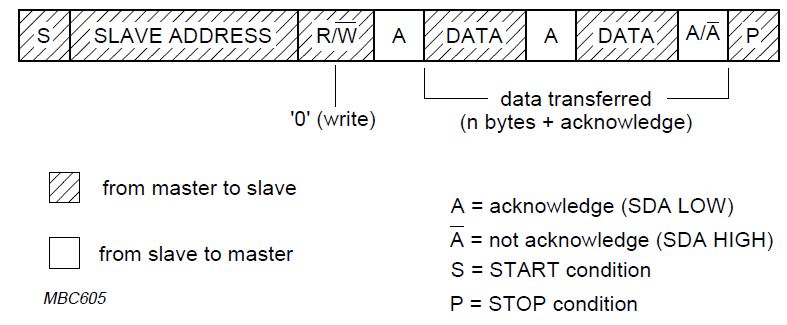 S SLAVE ADDRESS R/W̅ A DATA A DATA A/A̅ P
'0' (write)
data transferred
(n bytes + acknowledge)
from master to slave
from slave to master
A = acknowledge (SDA LOW)
A̅ = not acknowledge (SDA HIGH)
S = START condition
P = STOP condition
MBC605